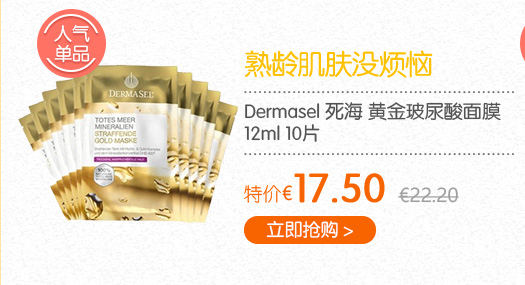 人气
单品
熟龄肌肤没烦恼
Dermasel 死海 黄金玻尿酸面膜
12ml 10片
特价€17.50 €22.20
立即抢购 >
DERMASEL
TOTES MEER
MINERALIEN
STRAFFENDE
GOLD MASKE
100%